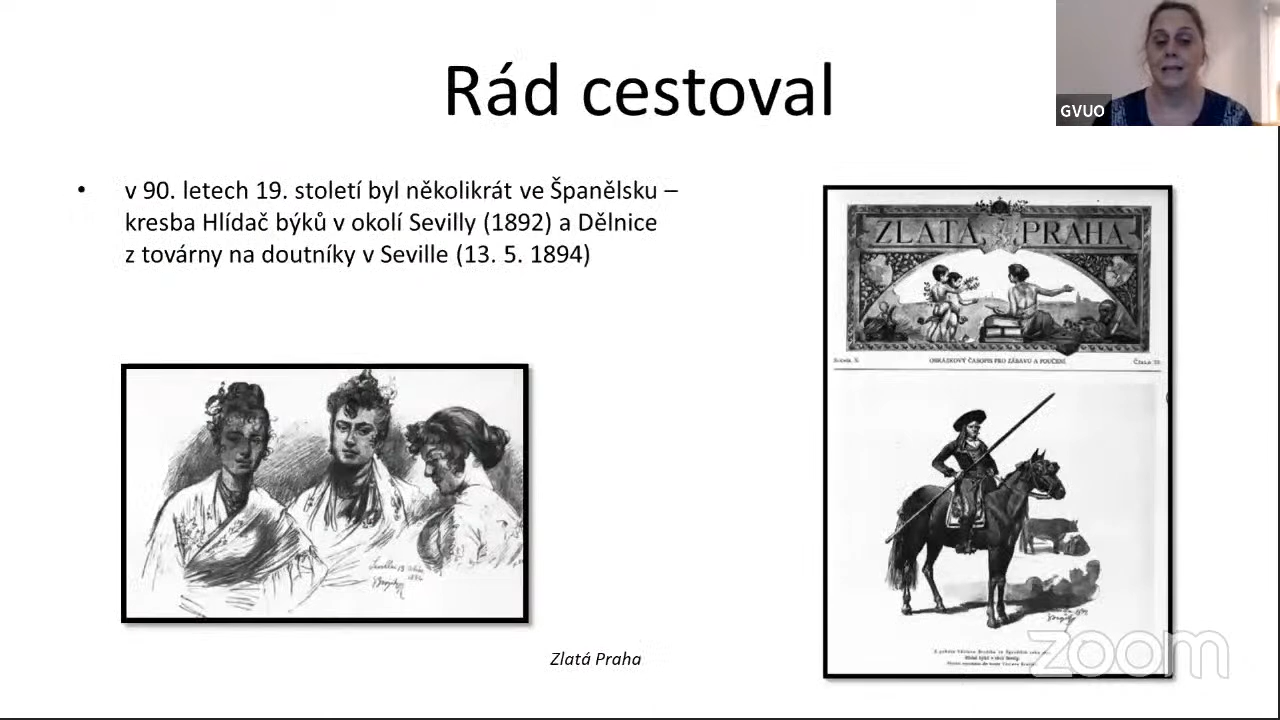 Rád cestoval
GVUO
• v 90. letech 19. století byl několikrát ve Španělsku –
kresba Hlídač býků v okolí Sevilly (1892) a Dělnice
z továrny na doutníky v Seville (13. 5. 1894)
ZLATÁ PRAHA
OBRÁZKOVÝ ČASOPIS PRO ZÁBAVU A POUČENÍ.
Zlatá Praha
zoom